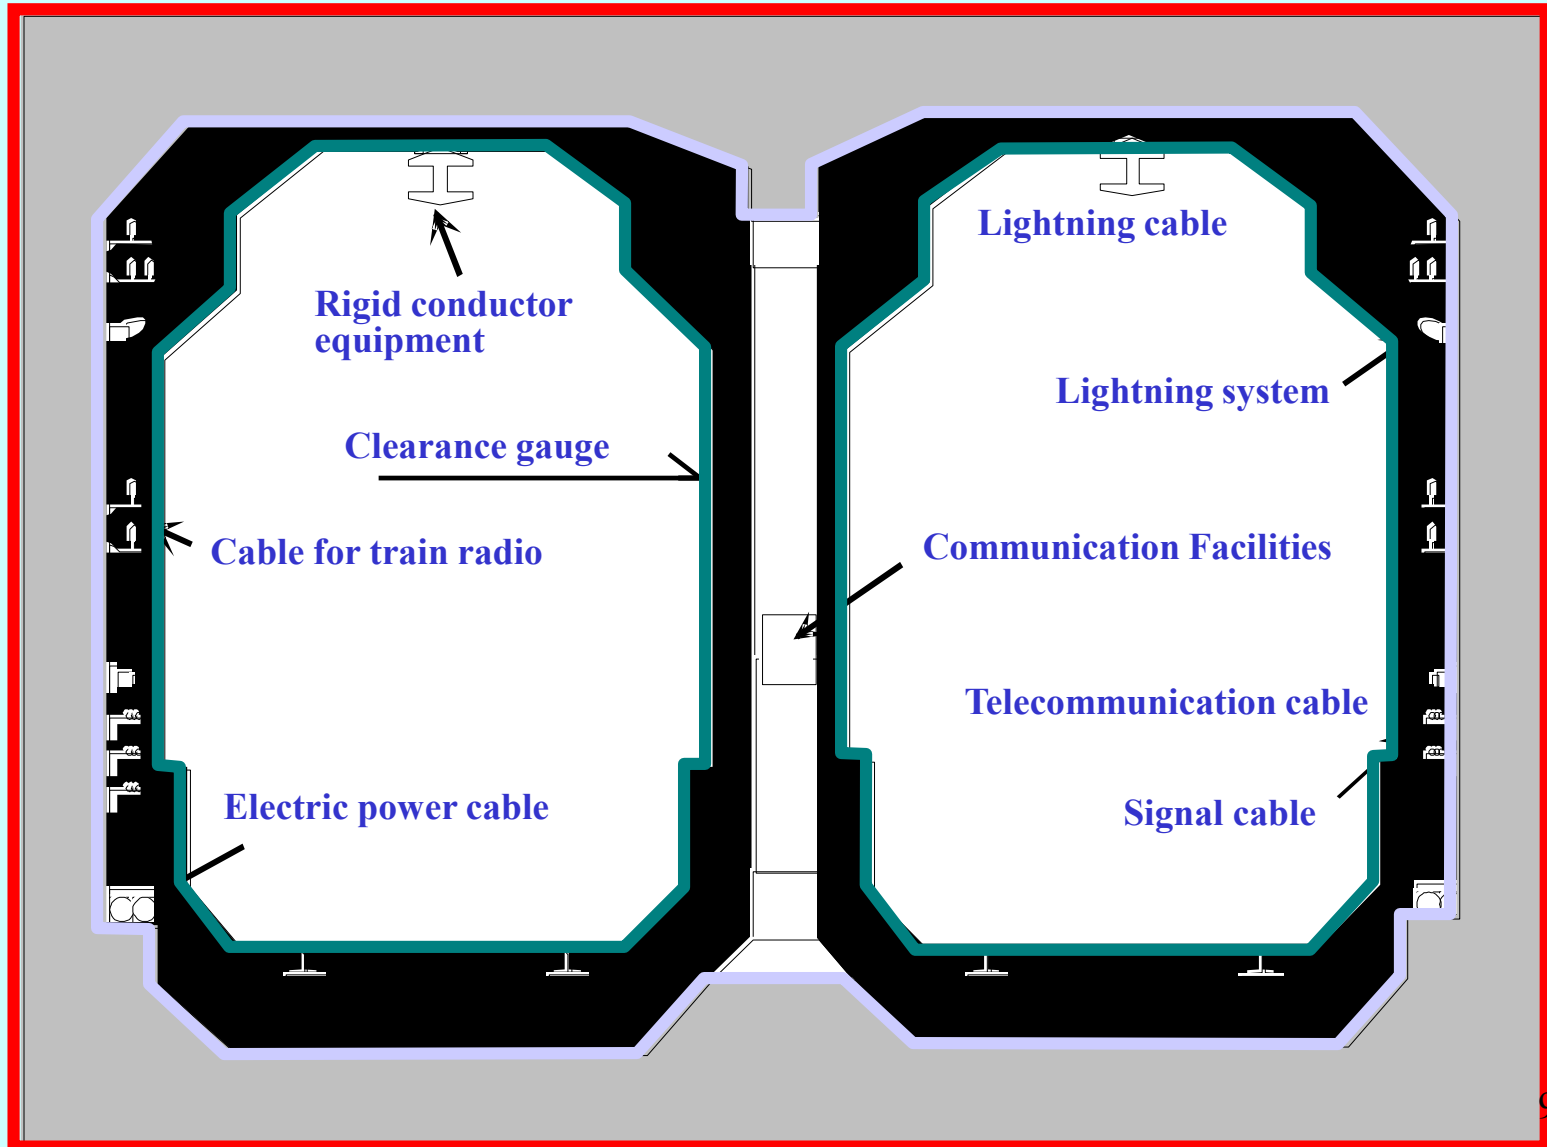 Lightning cable
Rigid conductor
equipment
Lightning system
Clearance gauge
Cable for train radio
Communication Facilities
Telecommunication cable
Electric power cable
Signal cable